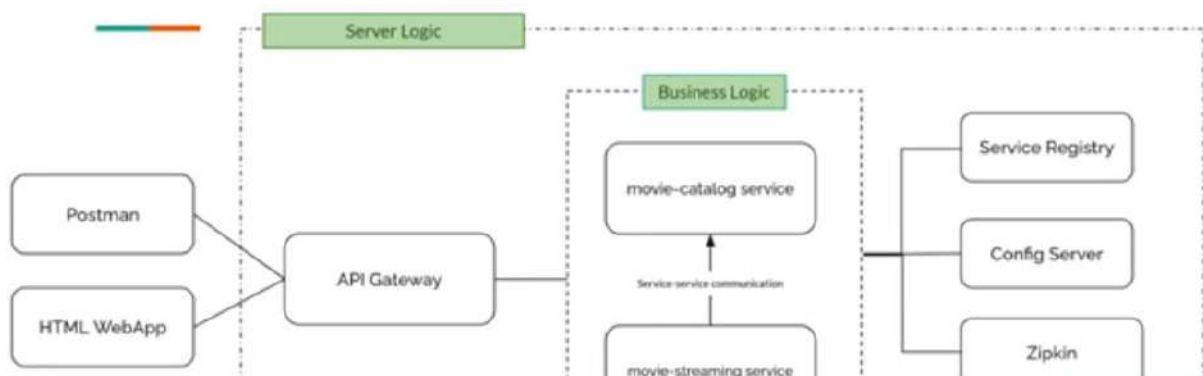 Server Logic
Business Logic
movie-catalog service
Service Registry
Postman
Config Server
API Gateway
Service-service communication
HTML WebApp
Zipkin
movie-streaming service